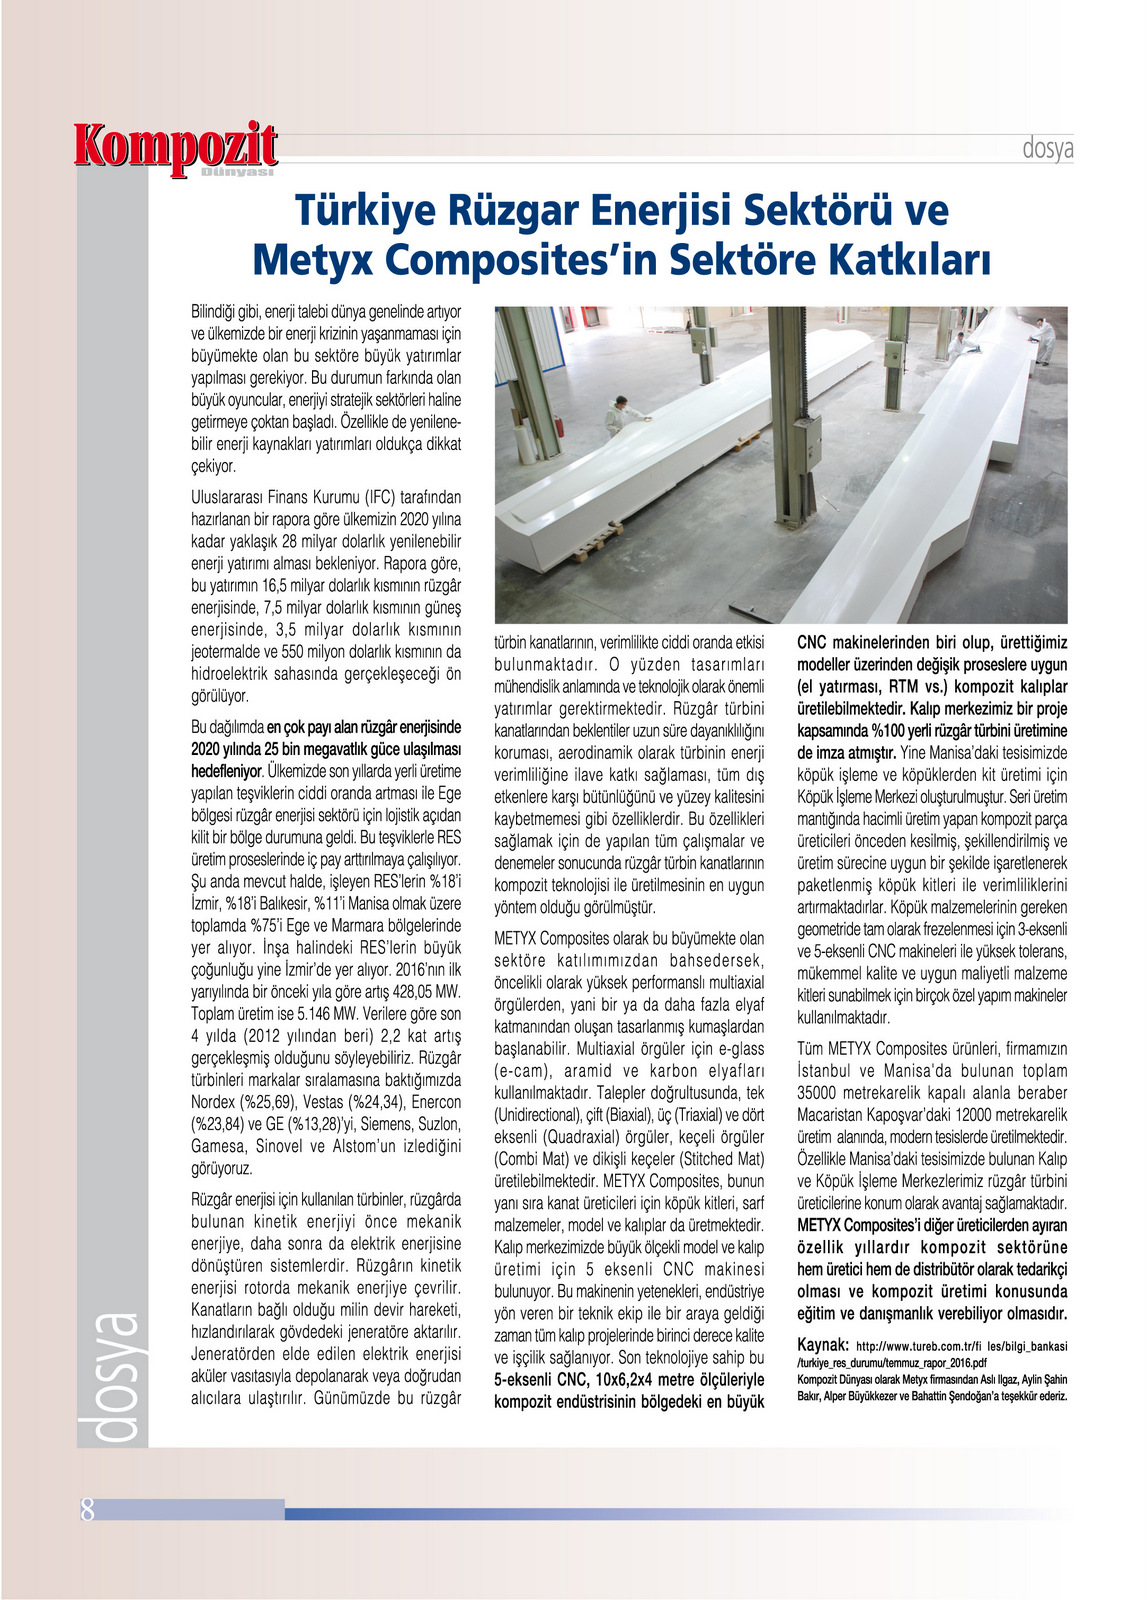 Kompozit
Dünyası
dosya
Türkiye Rüzgar Enerjisi Sektörü ve
Metyx Composites’in Sektöre Katkıları
Bilindiği gibi, enerji talebi dünya genelinde artıyor
ve ülkemizde bir enerji krizinin yaşanmaması için
büyümekte olan bu sektöre büyük yatırımlar
yapılması gerekiyor. Bu durumun farkında olan
büyük oyuncular, enerjiyi stratejik sektörleri haline
getirmeye çoktan başladı. Özellikle de yenilene-
bilir enerji kaynakları yatırımları oldukça dikkat
çekiyor.
Uluslararası Finans Kurumu (IFC) tarafından
hazırlanan bir rapora göre ülkemizin 2020 yılına
kadar yaklaşık 28 milyar dolarlık yenilenebilir
enerji yatırımı alması bekleniyor. Rapora göre,
bu yatırımın 16,5 milyar dolarlık kısmının rüzgâr
enerjisinde, 7,5 milyar dolarlık kısmının güneş
enerjisinde, 3,5 milyar dolarlık kısmının
jeotermalde ve 550 milyon dolarlık kısmının da
hidroelektrik sahasında gerçekleşeceği ön
görülüyor.
Bu dağılımda en çok payı alan rüzgâr enerjisinde
2020 yılında 25 bin megavatlık güce ulaşılması
hedefleniyor. Ülkemizde son yıllarda yerli üretime
yapılan teşviklerin ciddi oranda artması ile Ege
bölgesi rüzgâr enerjisi sektörü için lojistik açıdan
kilit bir bölge durumuna geldi. Bu teşviklerle RES
üretim proseslerinde iç pay arttırılmaya çalışılıyor.
Şu anda mevcut halde, işleyen RES’lerin %18’i
İzmir, %18’i Balıkesir, %11’i Manisa olmak üzere
toplamda %75’i Ege ve Marmara bölgelerinde
yer alıyor. İnşa halindeki RES’lerin büyük
çoğunluğu yine İzmir’de yer alıyor. 2016’nın ilk
yarıyılında bir önceki yıla göre artış 428,05 MW.
Toplam üretim ise 5.146 MW. Verilere göre son
4 yılda (2012 yılından beri) 2,2 kat artış
gerçekleşmiş olduğunu söyleyebiliriz. Rüzgâr
türbinleri markalar sıralamasına baktığımızda
Nordex (%25,69), Vestas (%24,34), Enercon
(%23,84) ve GE (%13,28)’yi, Siemens, Suzlon,
Gamesa, Sinovel ve Alstom’un izlediğini
görüyoruz.
Rüzgâr enerjisi için kullanılan türbinler, rüzgârda
bulunan kinetik enerjiyi önce mekanik
enerjiye, daha sonra da elektrik enerjisine
dönüştüren sistemlerdir. Rüzgârın kinetik
enerjisi rotorda mekanik enerjiye çevrilir.
Kanatların bağlı olduğu milin devir hareketi,
hızlandırılarak gövdedeki jeneratöre aktarılır.
Jeneratörden elde edilen elektrik enerjisi
aküler vasıtasıyla depolanarak veya doğrudan
alıcılara ulaştırılır. Günümüzde bu rüzgâr
türbin kanatlarının, verimlilikte ciddi oranda etkisi
bulunmaktadır. O yüzden tasarımları
mühendislik anlamında ve teknolojik olarak önemli
yatırımlar gerektirmektedir. Rüzgâr türbini
kanatlarından beklentiler uzun süre dayanıklılığını
koruması, aerodinamik olarak türbinin enerji
verimliliğine ilave katkı sağlaması, tüm dış
etkenlere karşı bütünlüğünü ve yüzey kalitesini
kaybetmemesi gibi özelliklerdir. Bu özellikleri
sağlamak için de yapılan tüm çalışmalar ve
denemeler sonucunda rüzgâr türbin kanatlarının
kompozit teknolojisi ile üretilmesinin en uygun
yöntem olduğu görülmüştür.
METYX Composites olarak bu büyümekte olan
sektöre katılımımızdan bahsedersek,
öncelikli olarak yüksek performanslı multiaxial
örgülerden, yani bir ya da daha fazla elyaf
katmanından oluşan tasarlanmış kumaşlardan
başlanabilir. Multiaxial örgüler için e-glass
(e-cam), aramid ve karbon elyafları
kullanılmaktadır. Talepler doğrultusunda, tek
(Unidirectional), çift (Biaxial), üç (Triaxial) ve dört
eksenli (Quadraxial) örgüler, keçeli örgüler
(Combi Mat) ve dikişli keçeler (Stitched Mat)
üretilebilmektedir. METYX Composites, bunun
yanı sıra kanat üreticileri için köpük kitleri, sarf
malzemeler, model ve kalıplar da üretmektedir.
Kalıp merkezimizde büyük ölçekli model ve kalıp
üretimi için 5 eksenli CNC makinesi
bulunuyor. Bu makinenin yetenekleri, endüstriye
yön veren bir teknik ekip ile bir araya geldiği
zaman tüm kalıp projelerinde birinci derece kalite
ve işçilik sağlanıyor. Son teknolojiye sahip bu
5-eksenli CNC, 10x6,2x4 metre ölçüleriyle
kompozit endüstrisinin bölgedeki en büyük
CNC makinelerinden biri olup, ürettiğimiz
modeller üzerinden değişik proseslere uygun
(el yatırması, RTM vs.) kompozit kalıplar
üretilebilmektedir. Kalıp merkezimiz bir proje
kapsamında %100 yerli rüzgâr türbini üretimine
de imza atmıştır. Yine Manisa’daki tesisimizde
köpük işleme ve köpüklerden kit üretimi için
Köpük İşleme Merkezi oluşturulmuştur. Seri üretim
mantığında hacimli üretim yapan kompozit parça
üreticileri önceden kesilmiş, şekillendirilmiş ve
üretim sürecine uygun bir şekilde işaretlenerek
paketlenmiş köpük kitleri ile verimliliklerini
artırmaktadırlar. Köpük malzemelerinin gereken
geometride tam olarak frezelenmesi için 3-eksenli
ve 5-eksenli CNC makineleri ile yüksek tolerans,
mükemmel kalite ve uygun maliyetli malzeme
kitleri sunabilmek için birçok özel yapım makineler
kullanılmaktadır.
Tüm METYX Composites ürünleri, firmamızın
İstanbul ve Manisa'da bulunan toplam
35000 metrekarelik kapalı alanla beraber
Macaristan Kapoşvar’daki 12000 metrekarelik
üretim alanında, modern tesislerde üretilmektedir.
Özellikle Manisa’daki tesisimizde bulunan Kalıp
ve Köpük İşleme Merkezlerimiz rüzgâr türbini
üreticilerine konum olarak avantaj sağlamaktadır.
METYX Composites’i diğer üreticilerden ayıran
özellik yıllardır kompozit sektörüne
hem üretici hem de distribütör olarak tedarikçi
olması ve kompozit üretimi konusunda
eğitim ve danışmanlık verebiliyor olmasıdır.
Kaynak: http://www.tureb.com.tr/fi les/bilgi_bankasi
/turkiye_res_durumu/temmuz_rapor_2016.pdf
Kompozit Dünyası olarak Metyx firmasından Aslı Ilgaz, Aylin Şahin
Bakır, Alper Büyükkezer ve Bahattin Şendoğan’a teşekkür ederiz.
dosya
8